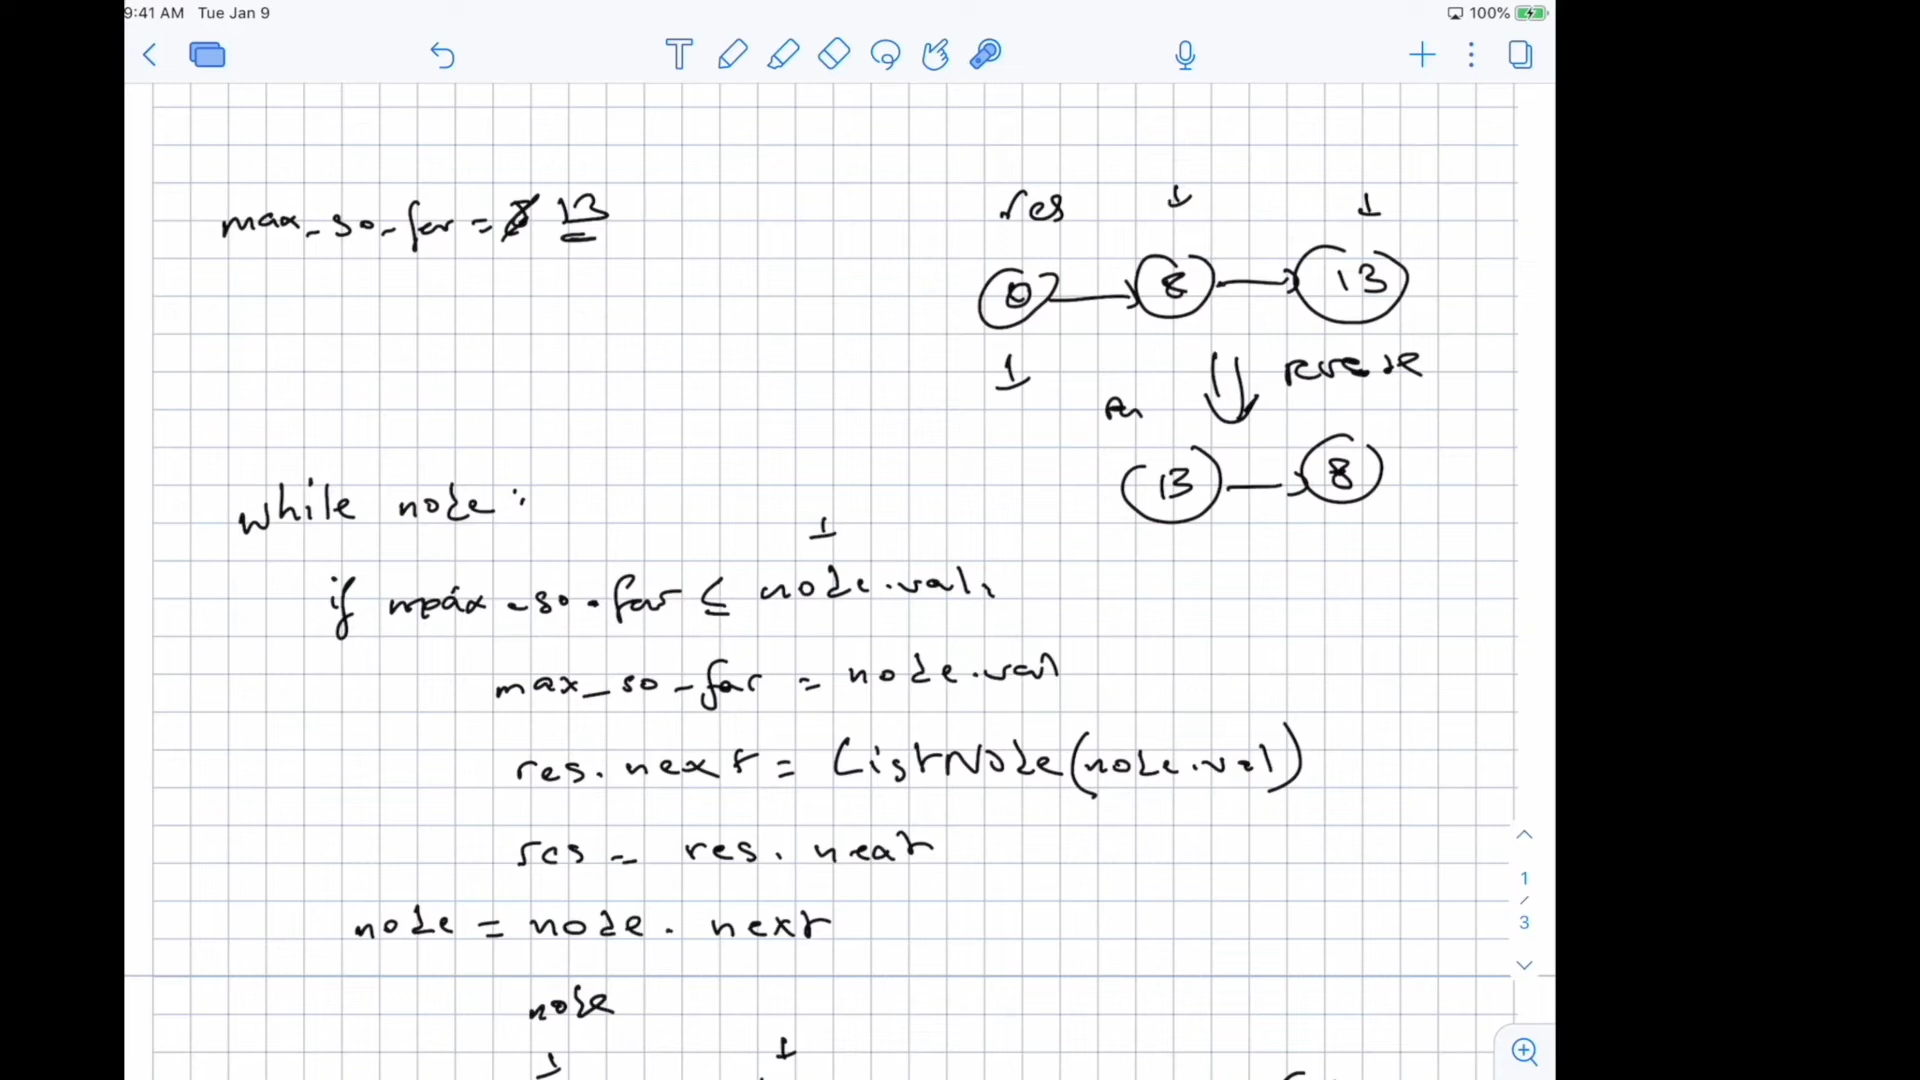 9:41 AM Tue Jan 9
100%
max_so_far = 8 13
res
0 8 13
reverse
13 8
while node:
if max_so_far ≤ node.val:
max_so_far = node.val
res.next = ListNode(node.val)
res = res.next
node = node.next
1
/
3
node